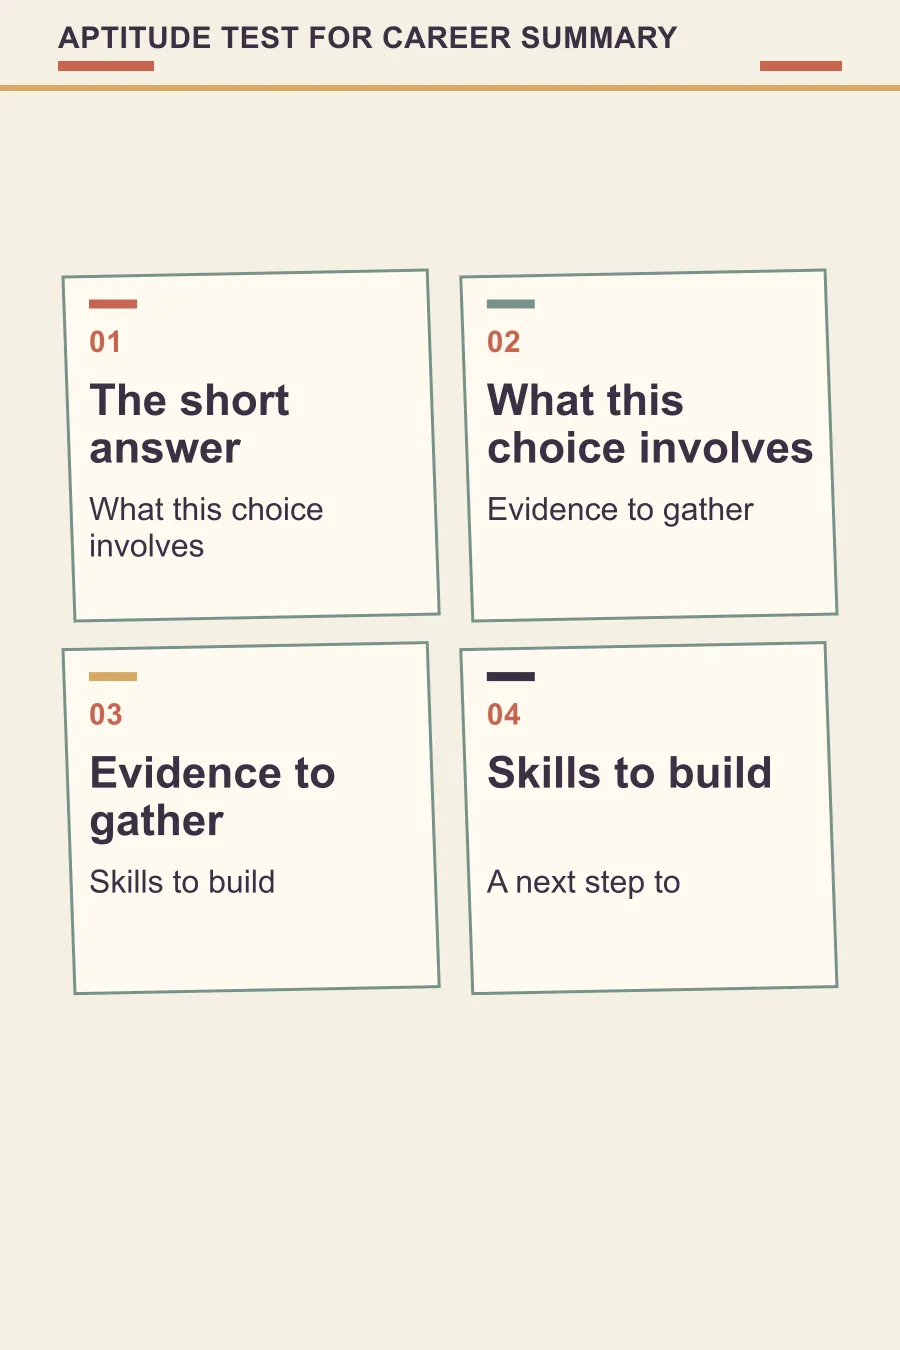 APTITUDE TEST FOR CAREER SUMMARY
01
The short
answer
What this choice
involves
02
What this
choice involves
Evidence to gather
03
Evidence to
gather
Skills to build
04
Skills to build
A next step to